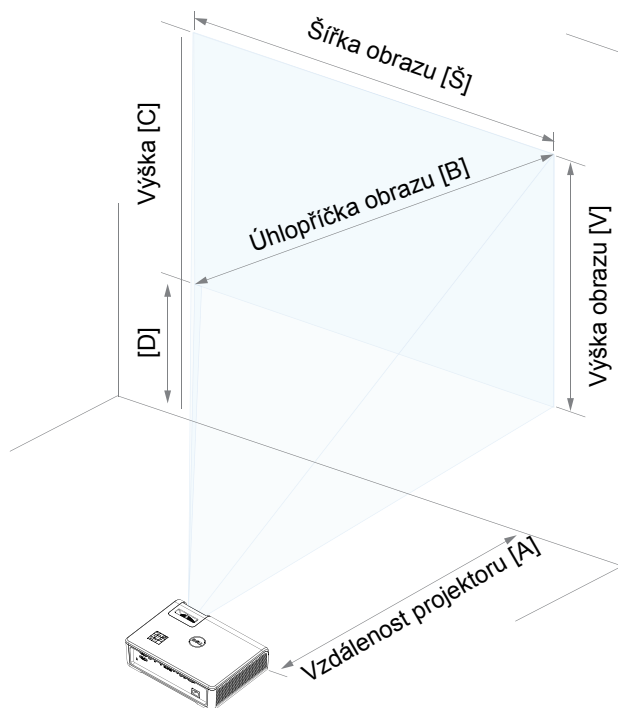 Šířka obrazu [Š]
Výška [C]
Úhlopříčka obrazu [B]
Výška obrazu [V]
[D]
Vzdálenost projektoru [A]